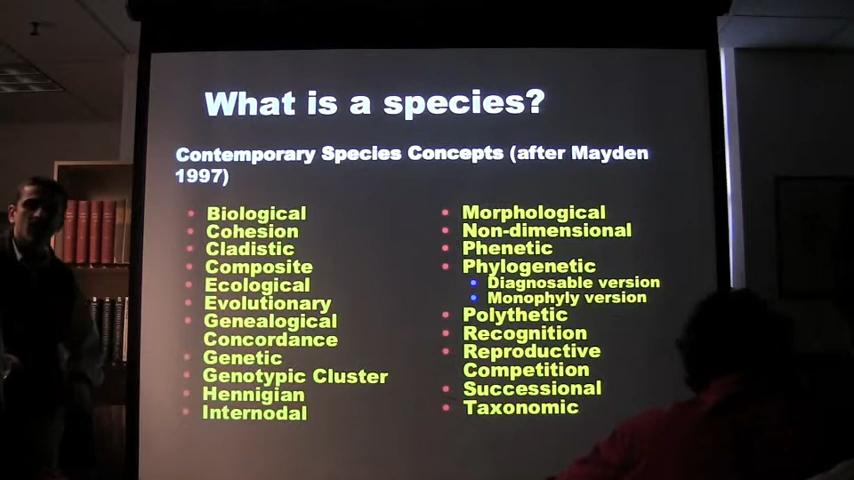 What is a species?
Contemporary Species Concepts (after Mayden
1997)
Biological
Cohesion
Cladistic
Composite
Ecological
Evolutionary
Genealogical
Concordance
Genetic
Genotypic Cluster
Hennigian
Internodal
Morphological
Non-dimensional
Phenetic
Phylogenetic
Diagnosable version
Monophyly version
Polythetic
Recognition
Reproductive
Competition
Successional
Taxonomic